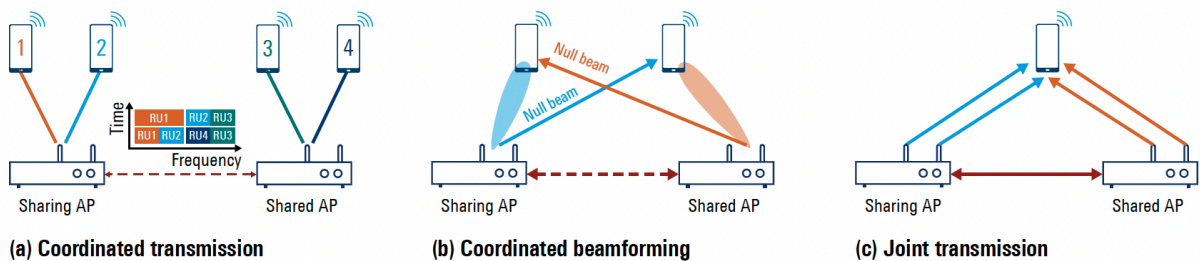 1
2
3
4
Time
RU1 RU2 RU3
RU1 RU2 RU4 RU3
Frequency
Sharing AP
Shared AP
(a) Coordinated transmission
Null beam
Null beam
Sharing AP
Shared AP
(b) Coordinated beamforming
Sharing AP
Shared AP
(c) Joint transmission